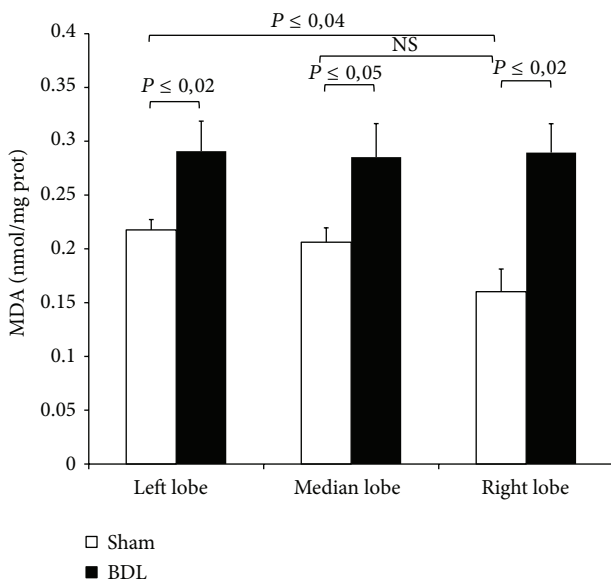 P ≤ 0,04
NS
P ≤ 0,02
P ≤ 0,05
P ≤ 0,02
MDA (nmol/mg prot)
0.4
0.35
0.3
0.25
0.2
0.15
0.1
0.05
0
Left lobe
Median lobe
Right lobe
Sham
BDL